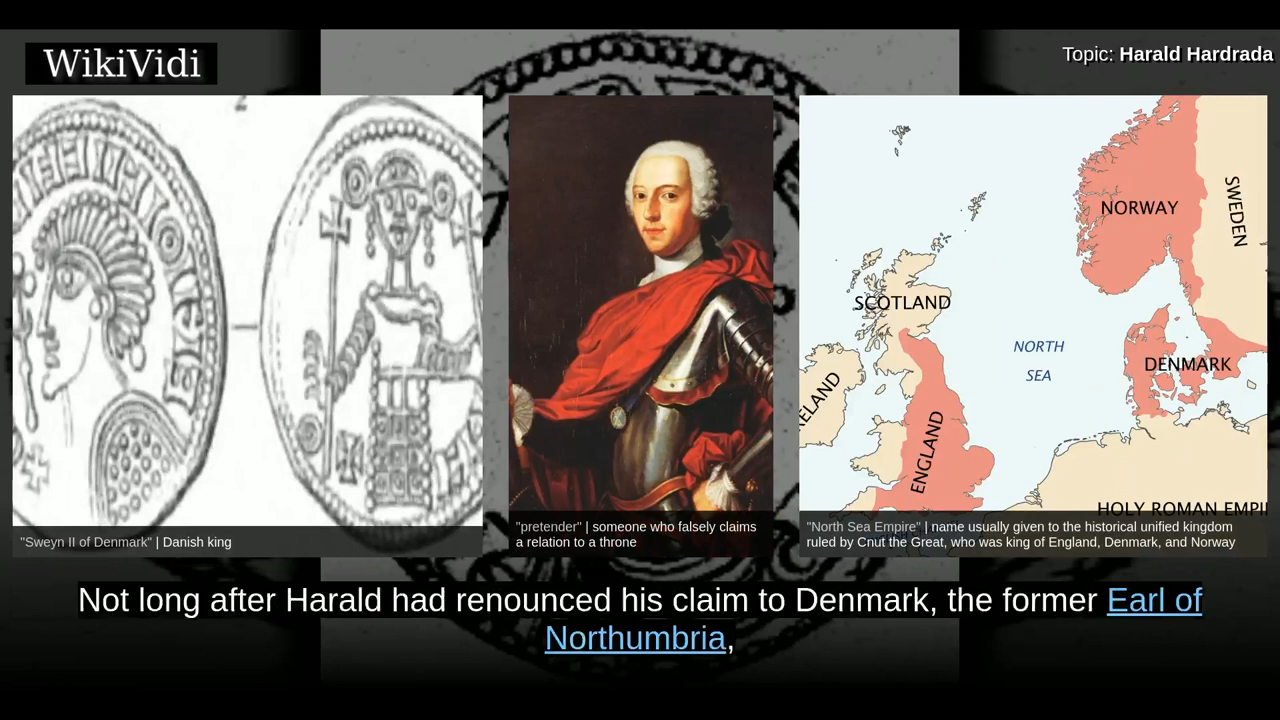 WikiVidi
Topic: Harald Hardrada
NORWAY
SWEDEN
SCOTLAND
NORTH
SEA
DENMARK
ENGLAND
HOLY ROMAN EMPI
"Sweyn II of Denmark" | Danish king
"pretender" | someone who falsely claims
a relation to a throne
"North Sea Empire" | name usually given to the historical unified kingdom
ruled by Cnut the Great, who was king of England, Denmark, and Norway
Not long after Harald had renounced his claim to Denmark, the former Earl of
Northumbria,